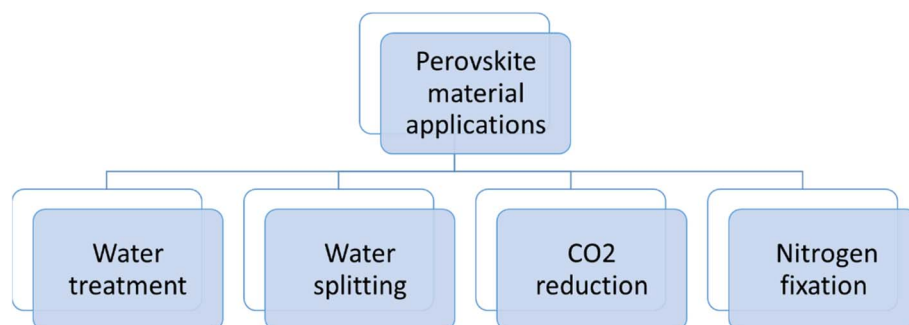 Perovskite
material
applications
Water
treatment
Water
splitting
CO2
reduction
Nitrogen
fixation